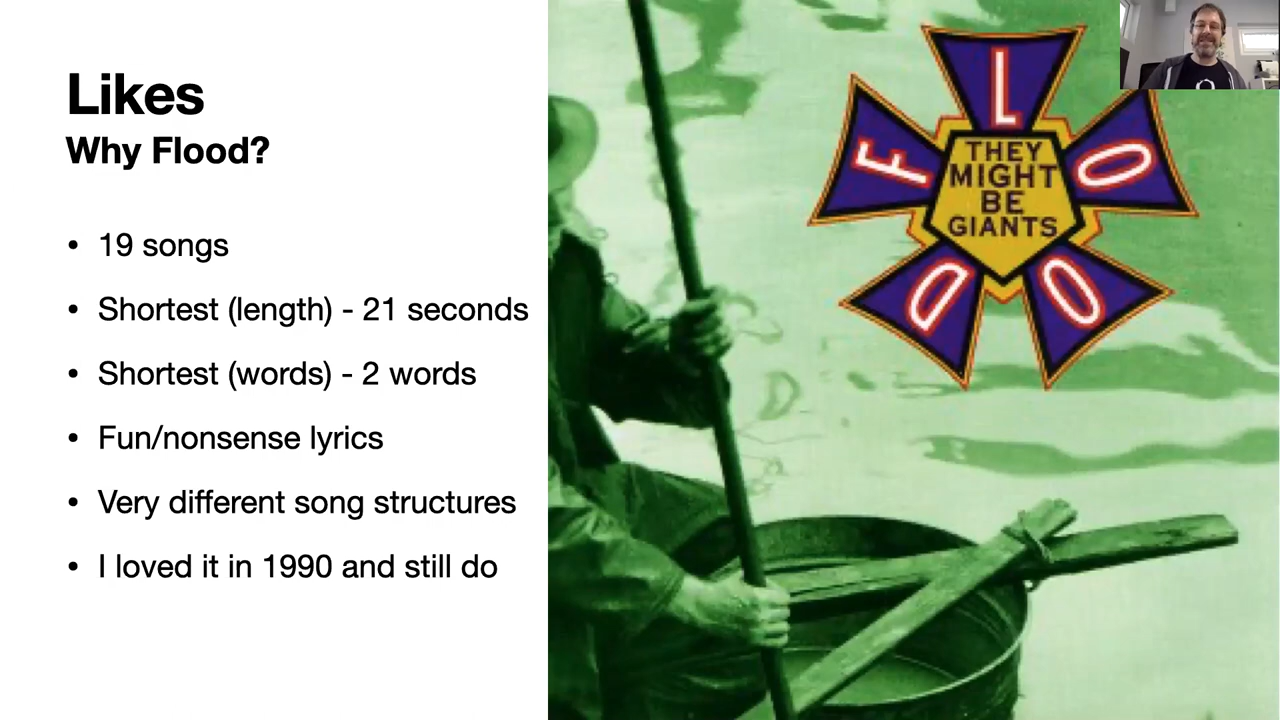 Likes
Why Flood?
• 19 songs
• Shortest (length) - 21 seconds
• Shortest (words) - 2 words
• Fun/nonsense lyrics
• Very different song structures
• I loved it in 1990 and still do
FLOOD
THEY
MIGHT
BE
GIANTS